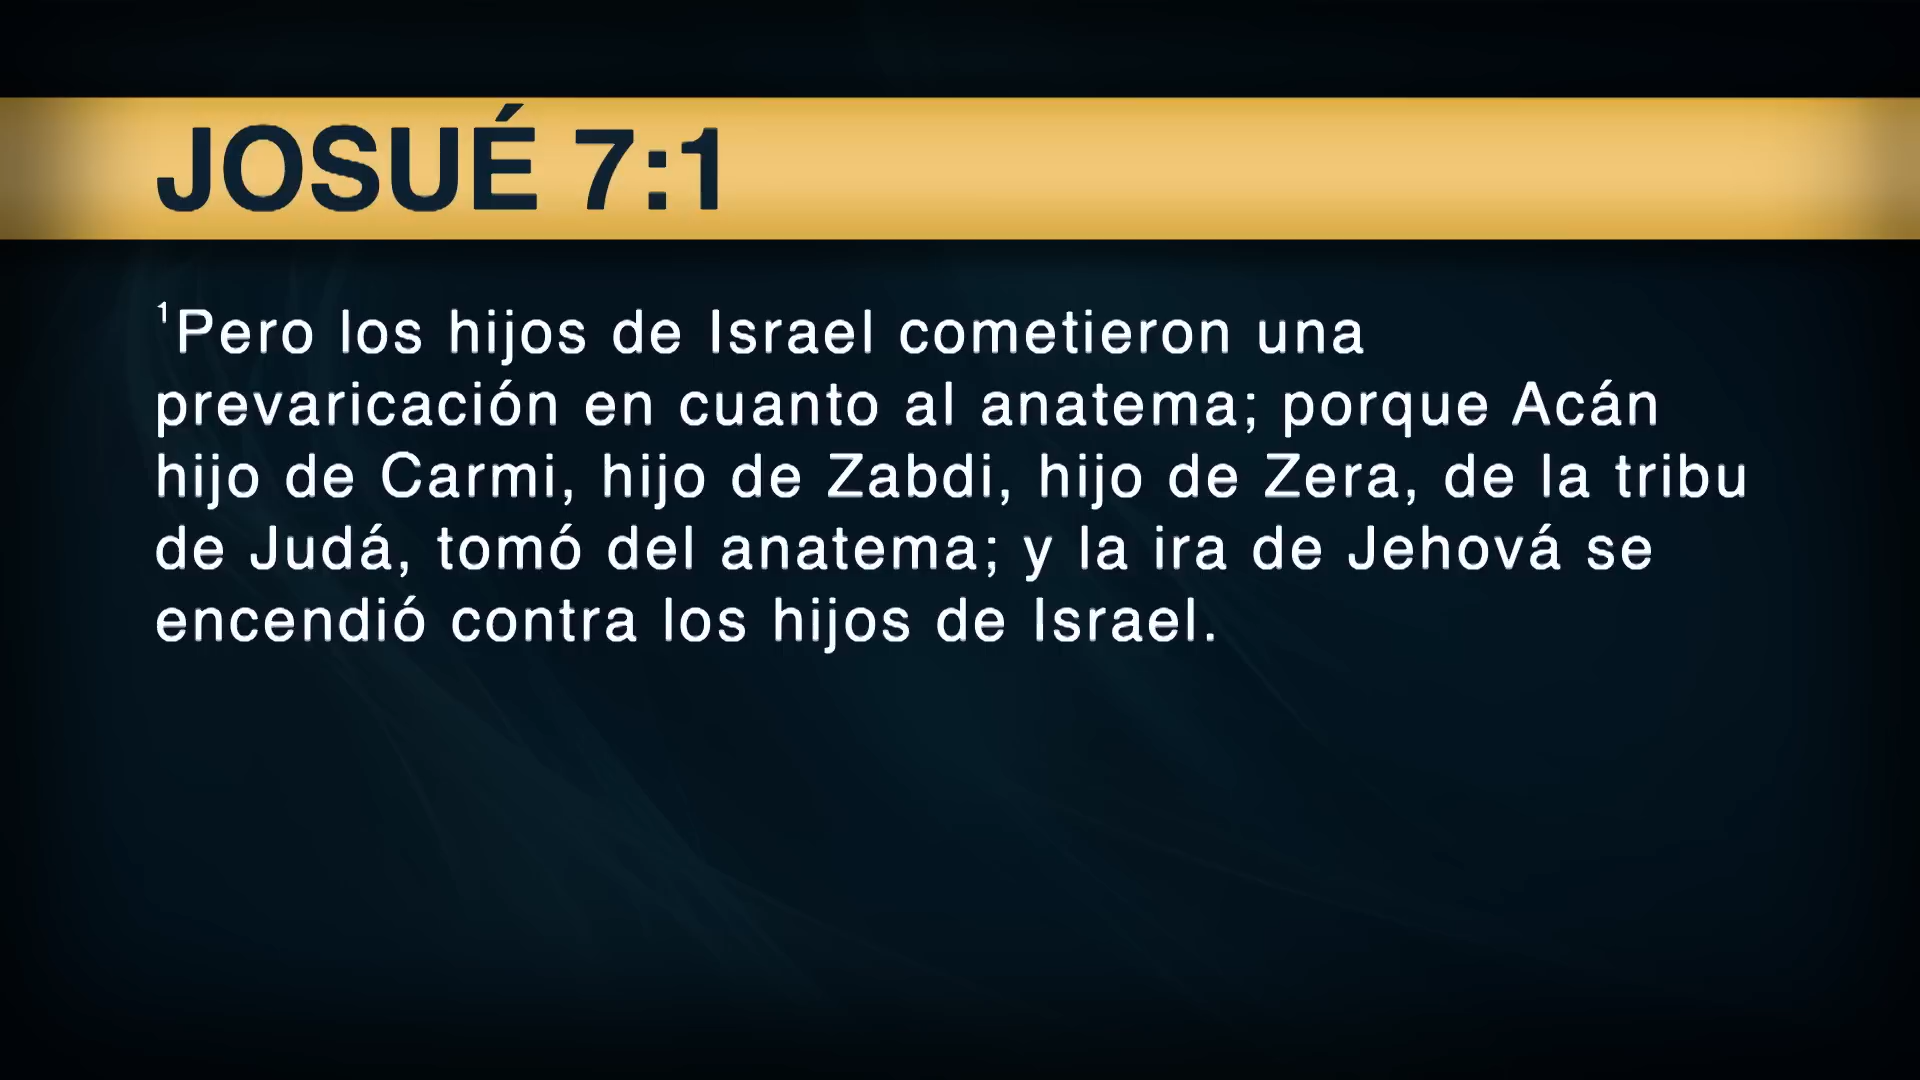 JOSUÉ 7:1
¹Pero los hijos de Israel cometieron una
prevaricación en cuanto al anatema; porque Acán
hijo de Carmi, hijo de Zabdi, hijo de Zera, de la tribu
de Judá, tomó del anatema; y la ira de Jehová se
encendió contra los hijos de Israel.